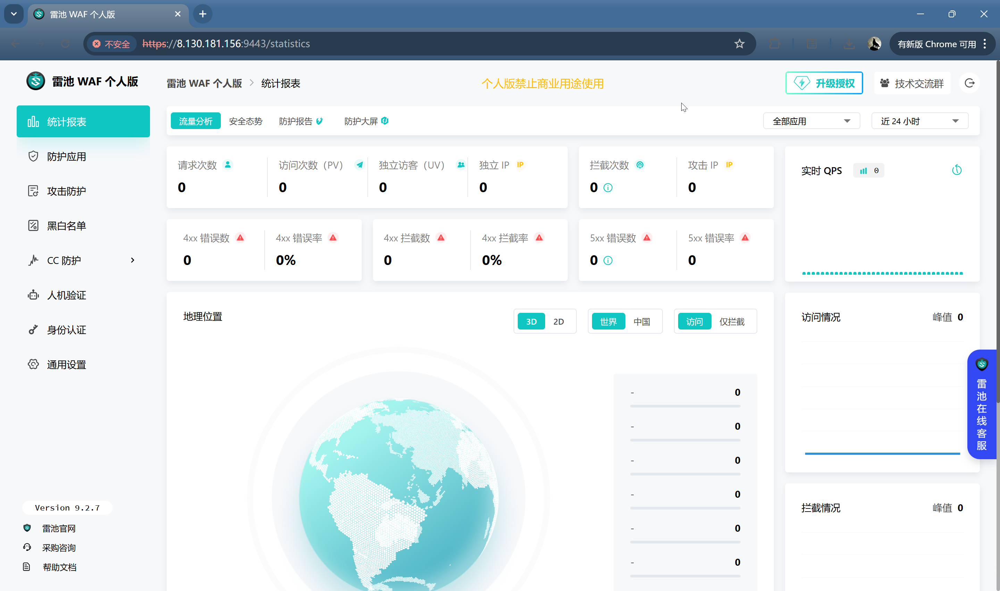 雷池 WAF 个人版
不安全 https://8.130.181.156:9443/statistics
有新版 Chrome 可用
雷池 WAF 个人版
雷池 WAF 个人版 > 统计报表
个人版禁止商业用途使用
升级授权
技术交流群
统计报表
防护应用
攻击防护
黑白名单
CC 防护
人机验证
身份认证
通用设置
Version 9.2.7
雷池官网
采购咨询
帮助文档
流量分析 安全态势 防护报告 防护大屏
全部应用 近 24 小时
请求次数 访问次数（PV） 独立访客（UV） 独立 IP IP
0 0 0 0
拦截次数 攻击 IP IP
0 0
实时 QPS 0
4xx 错误数 4xx 错误率
0 0%
4xx 拦截数 4xx 拦截率
0 0%
5xx 错误数 5xx 错误率
0 0
地理位置
3D 2D 世界 中国 访问 仅拦截
- 0
- 0
- 0
- 0
- 0
- 0
访问情况 峰值 0
拦截情况 峰值 0
雷池在线客服